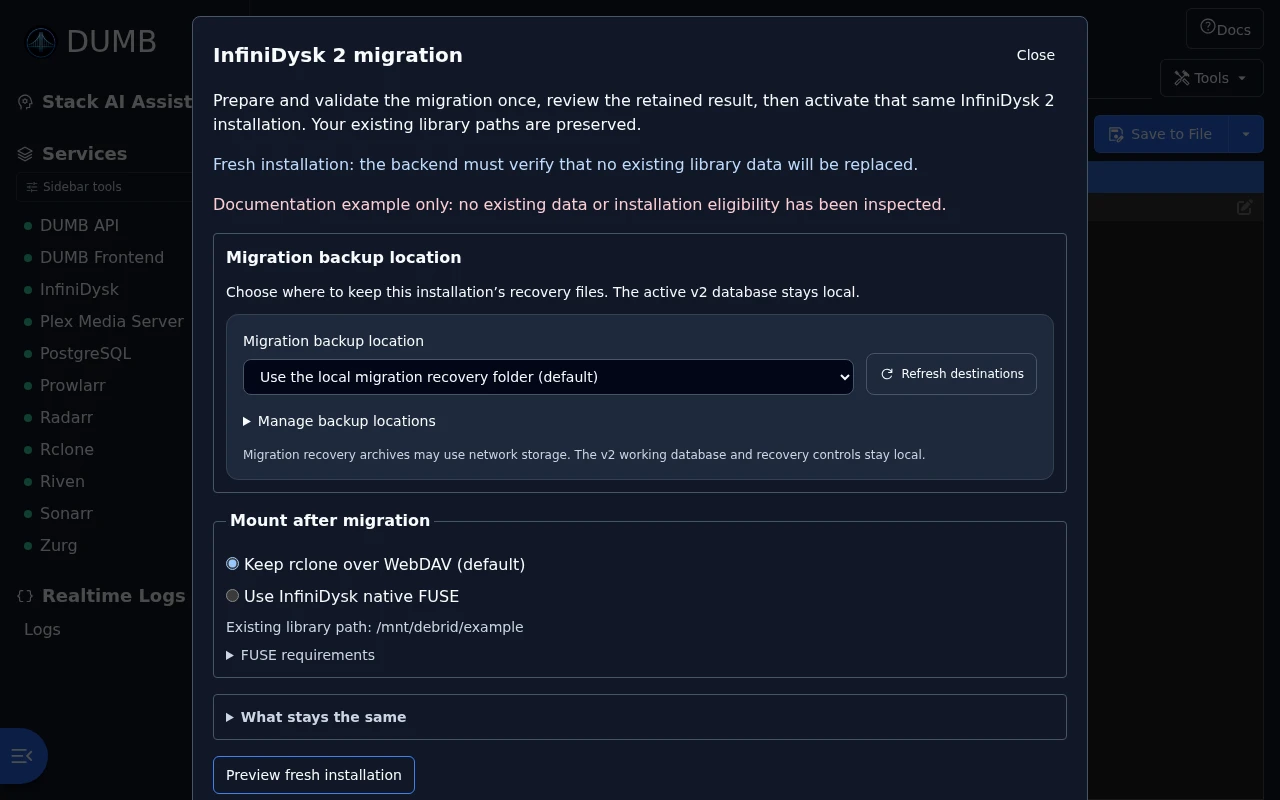 DUMB
Stack AI Assist
Services
Sidebar tools
DUMB API
DUMB Frontend
InfiniDysk
Plex Media Server
PostgreSQL
Prowlarr
Radarr
Rclone
Riven
Sonarr
Zurg
Realtime Logs
Logs
Docs
Tools
Save to File
InfiniDysk 2 migration
Close
Prepare and validate the migration once, review the retained result, then activate that same InfiniDysk 2
installation. Your existing library paths are preserved.
Fresh installation: the backend must verify that no existing library data will be replaced.
Documentation example only: no existing data or installation eligibility has been inspected.
Migration backup location
Choose where to keep this installation’s recovery files. The active v2 database stays local.
Migration backup location
Use the local migration recovery folder (default)
Refresh destinations
Manage backup locations
Migration recovery archives may use network storage. The v2 working database and recovery controls stay local.
Mount after migration
Keep rclone over WebDAV (default)
Use InfiniDysk native FUSE
Existing library path: /mnt/debrid/example
FUSE requirements
What stays the same
Preview fresh installation